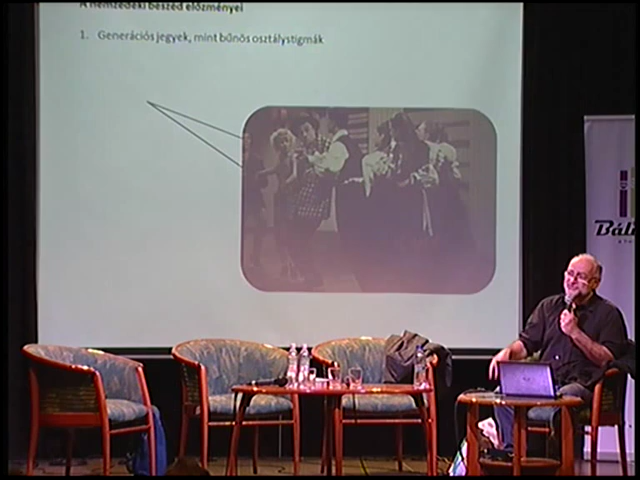 A nemzedéki beszéd előzményei
1. Generációs jegyek, mint bűnös osztálystigmák